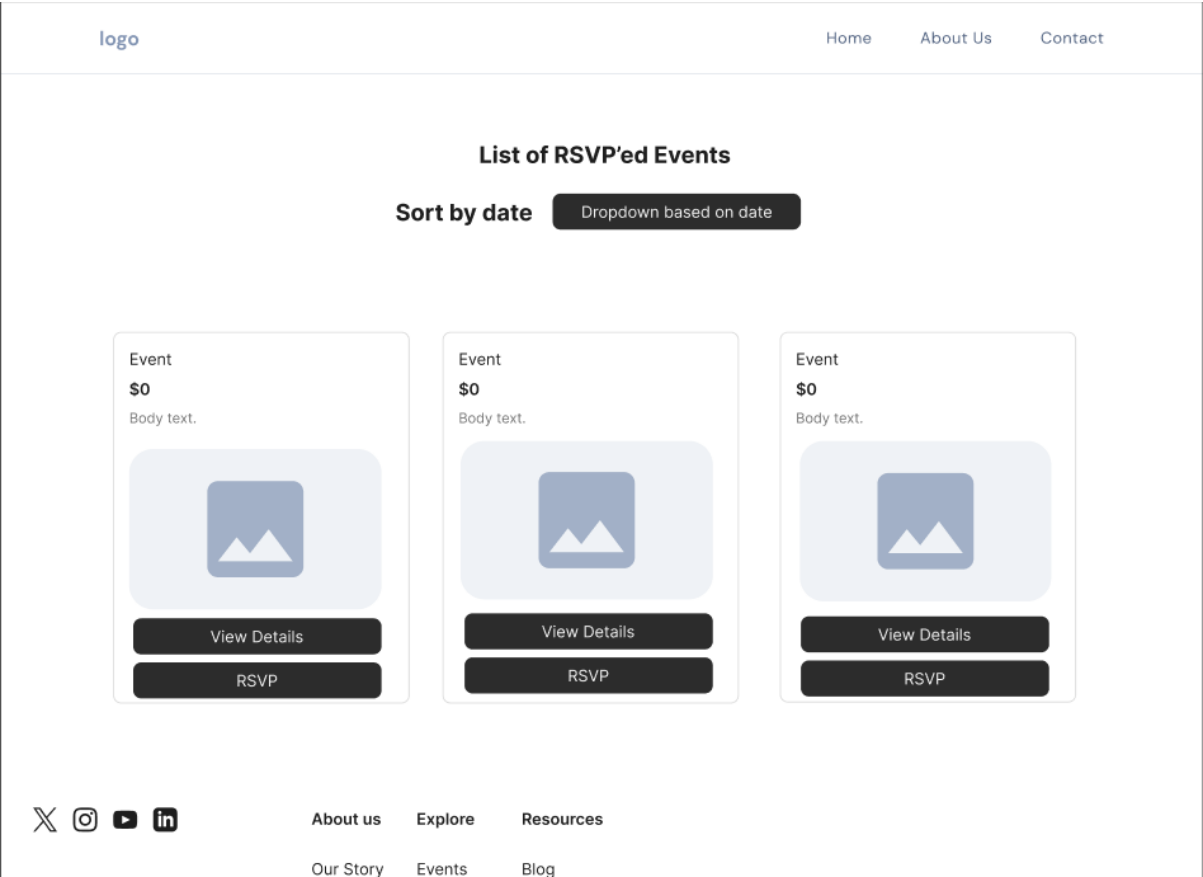 logo
Home About Us Contact
List of RSVP’ed Events
Sort by date Dropdown based on date
Event
$0
Body text.
View Details
RSVP
Event
$0
Body text.
View Details
RSVP
Event
$0
Body text.
View Details
RSVP
in
About us Explore Resources
Our Story Events Blog